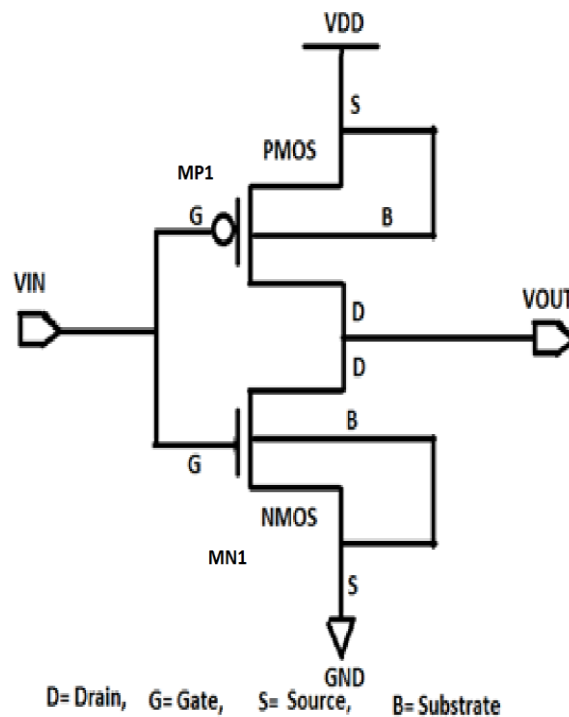 VDD
S
PMOS
MP1
G
B
VIN
D
VOUT
D
B
G
NMOS
MN1
S
GND
D= Drain, G= Gate, S= Source, B= Substrate